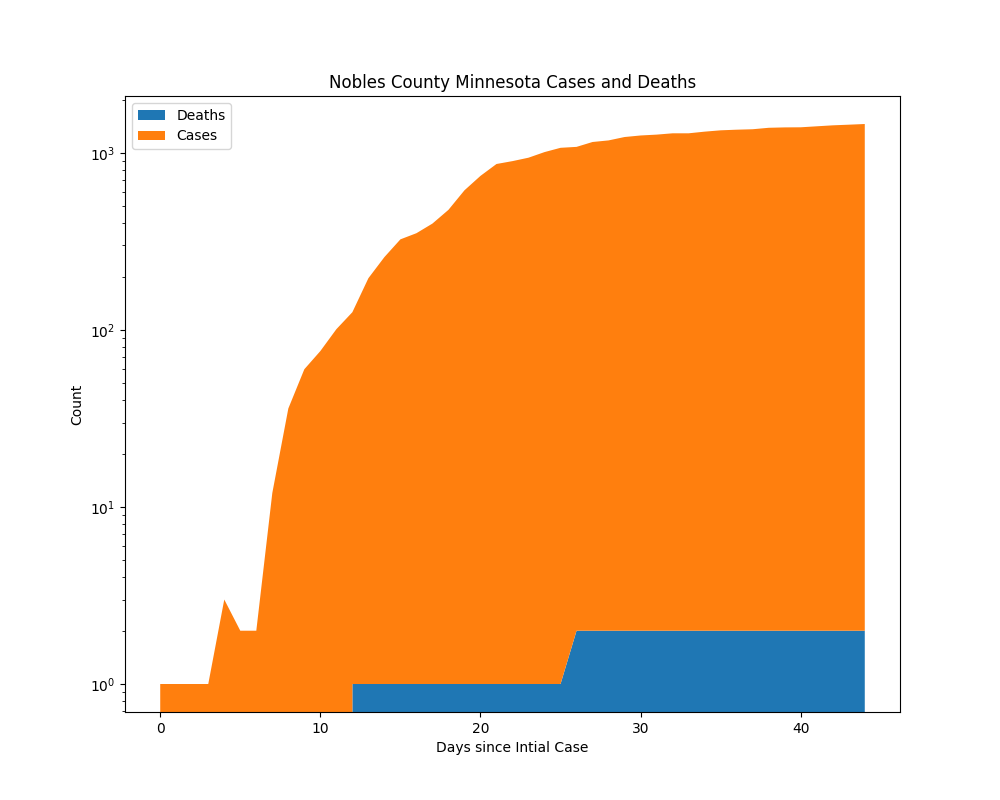 Nobles County Minnesota Cases and Deaths
Deaths
Cases
10³
10²
10¹
10⁰
Count
0 10 20 30 40
Days since Intial Case